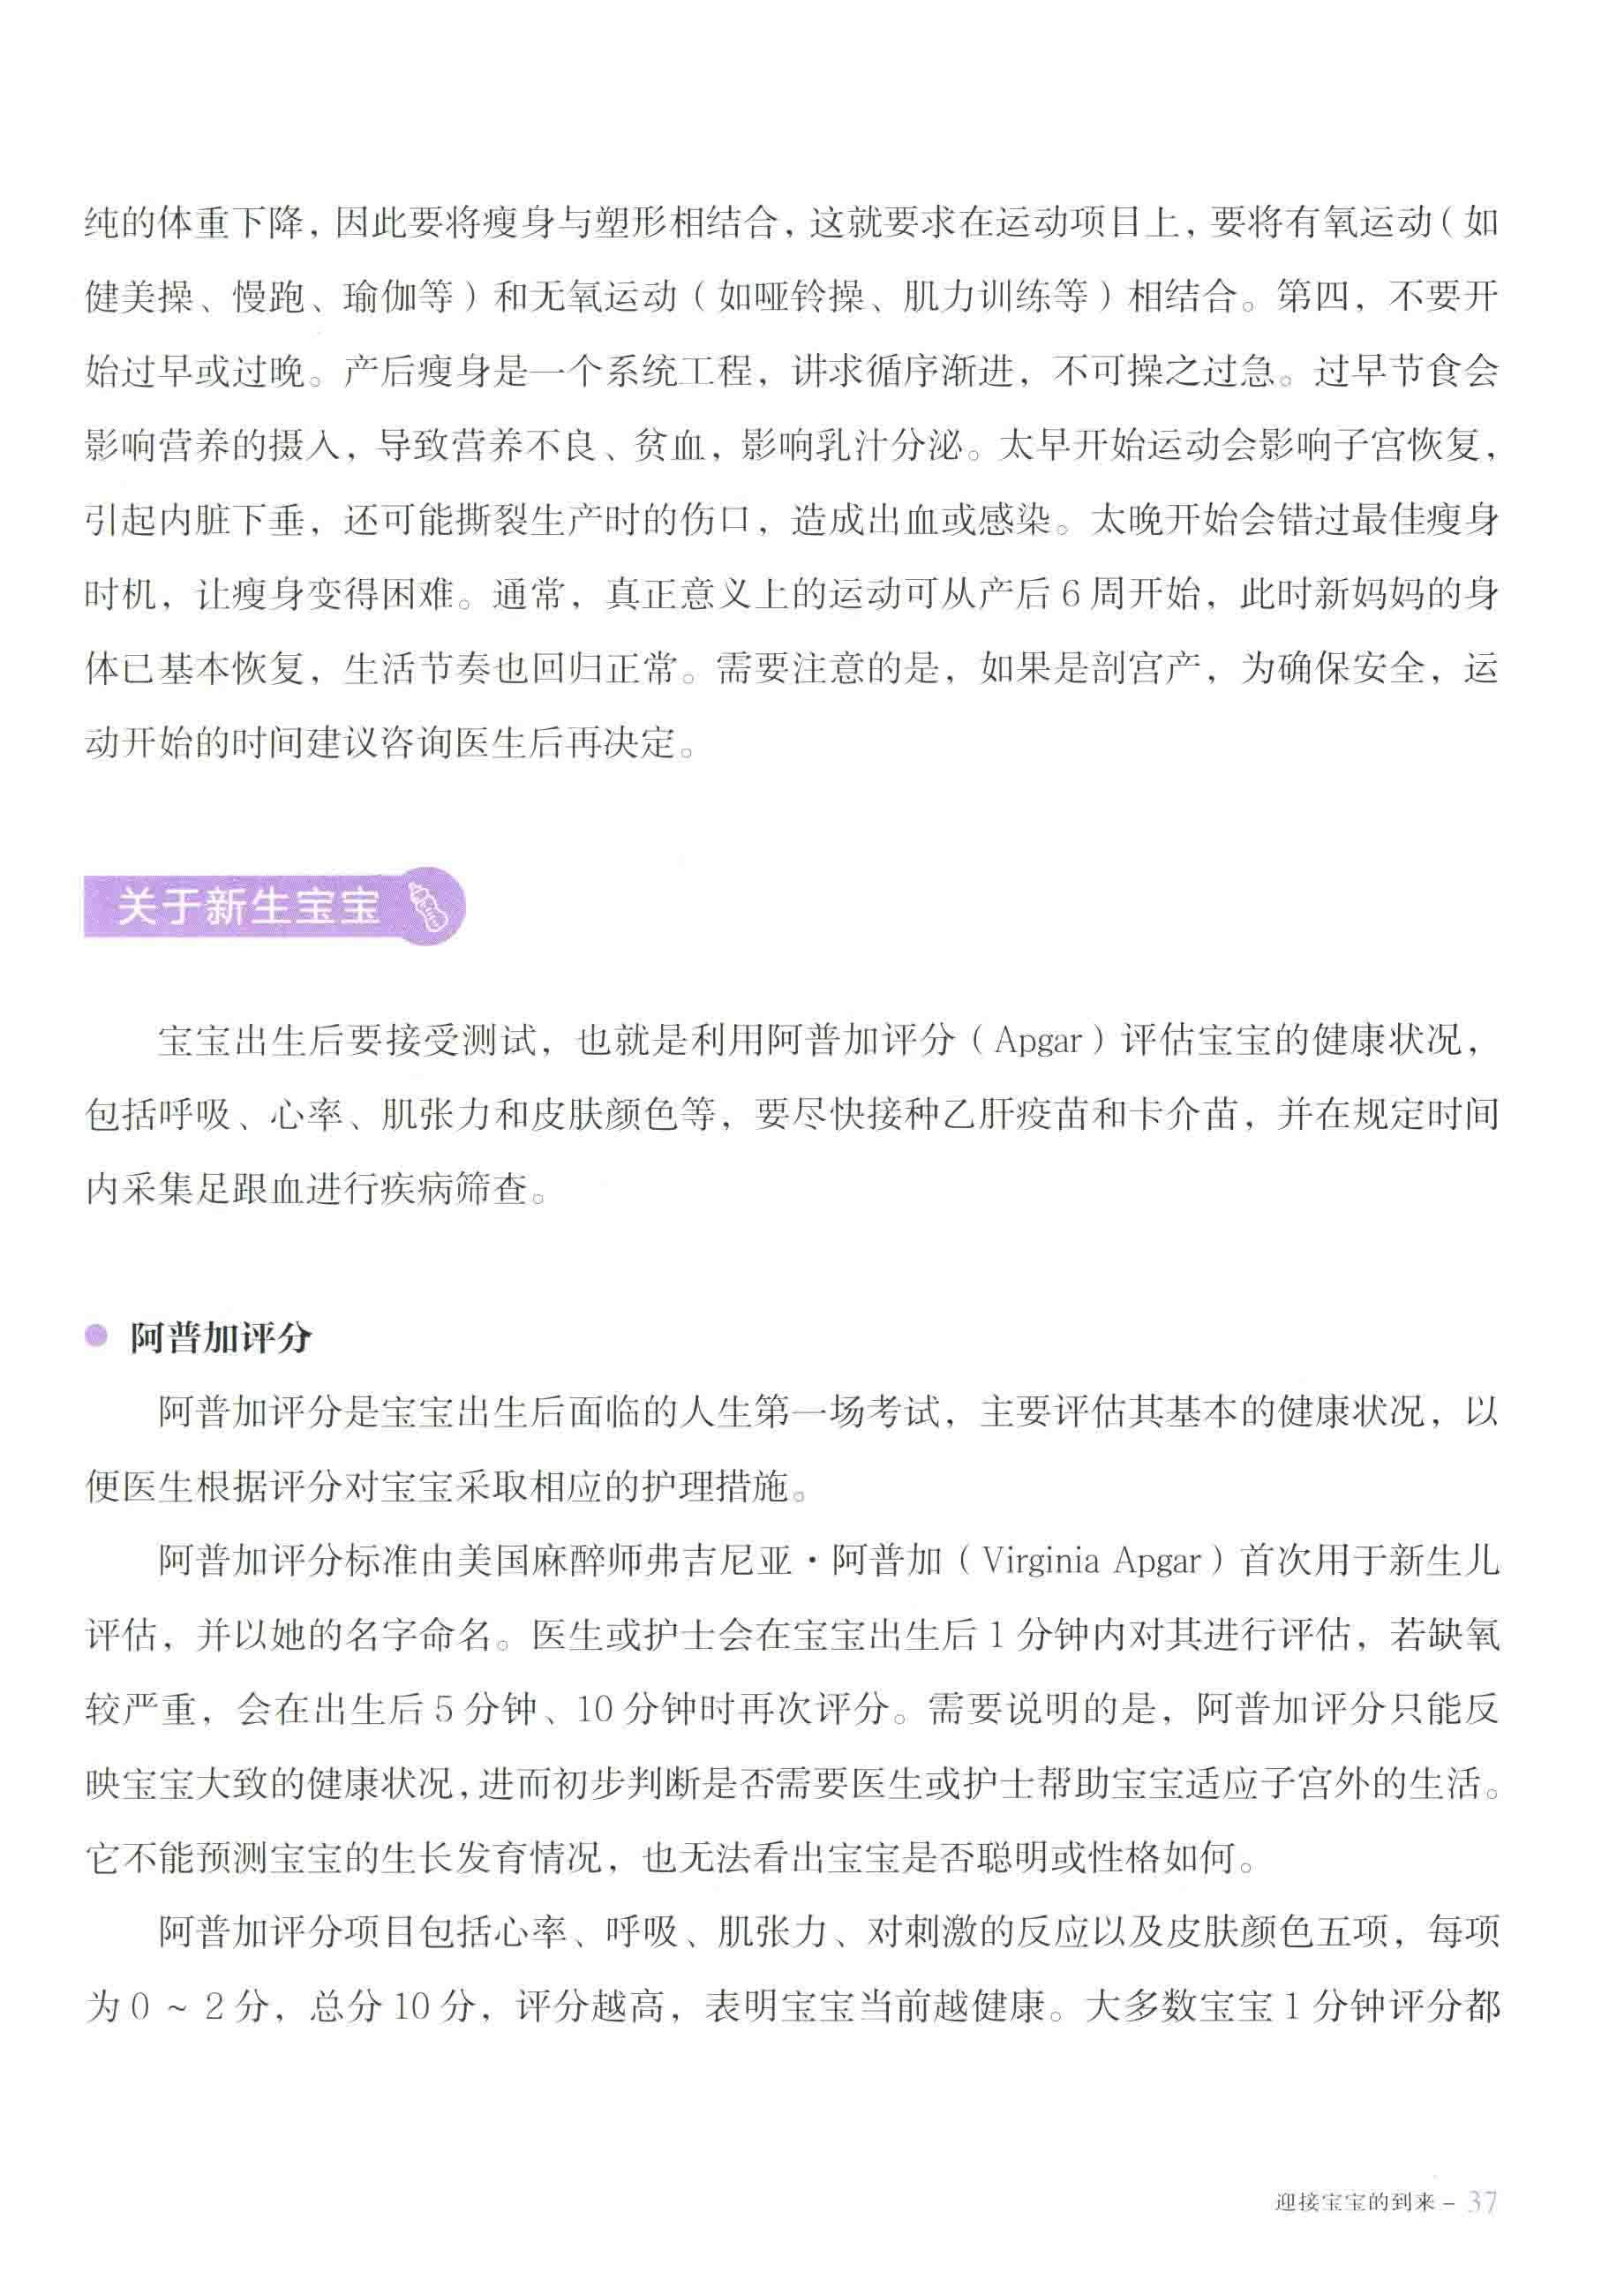 纯的体重下降，因此要将瘦身与塑形相结合，这就要求在运动项目上，要将有氧运动（如
健美操、慢跑、瑜伽等）和无氧运动（如哑铃操、肌力训练等）相结合。第四，不要开
始过早或过晚。产后瘦身是一个系统工程，讲求循序渐进，不可操之过急。过早节食会
影响营养的摄入，导致营养不良、贫血，影响乳汁分泌。太早开始运动会影响子宫恢复，
引起内脏下垂，还可能撕裂生产时的伤口，造成出血或感染。太晚开始会错过最佳瘦身
时机，让瘦身变得困难。通常，真正意义上的运动可从产后 6 周开始，此时新妈妈的身
体已基本恢复，生活节奏也回归正常。需要注意的是，如果是剖宫产，为确保安全，运
动开始的时间建议咨询医生后再决定。
关于新生宝宝
宝宝出生后要接受测试，也就是利用阿普加评分（Apgar）评估宝宝的健康状况，
包括呼吸、心率、肌张力和皮肤颜色等，要尽快接种乙肝疫苗和卡介苗，并在规定时间
内采集足跟血进行疾病筛查。
● 阿普加评分
阿普加评分是宝宝出生后面临的人生第一场考试，主要评估其基本的健康状况，以
便医生根据评分对宝宝采取相应的护理措施。
阿普加评分标准由美国麻醉师弗吉尼亚·阿普加（Virginia Apgar）首次用于新生儿
评估，并以她的名字命名。医生或护士会在宝宝出生后 1 分钟内对其进行评估，若缺氧
较严重，会在出生后 5 分钟、10 分钟时再次评分。需要说明的是，阿普加评分只能反
映宝宝大致的健康状况，进而初步判断是否需要医生或护士帮助宝宝适应子宫外的生活。
它不能预测宝宝的生长发育情况，也无法看出宝宝是否聪明或性格如何。
阿普加评分项目包括心率、呼吸、肌张力、对刺激的反应以及皮肤颜色五项，每项
为 0 ~ 2 分，总分 10 分，评分越高，表明宝宝当前越健康。大多数宝宝 1 分钟评分都
迎接宝宝的到来 – 37